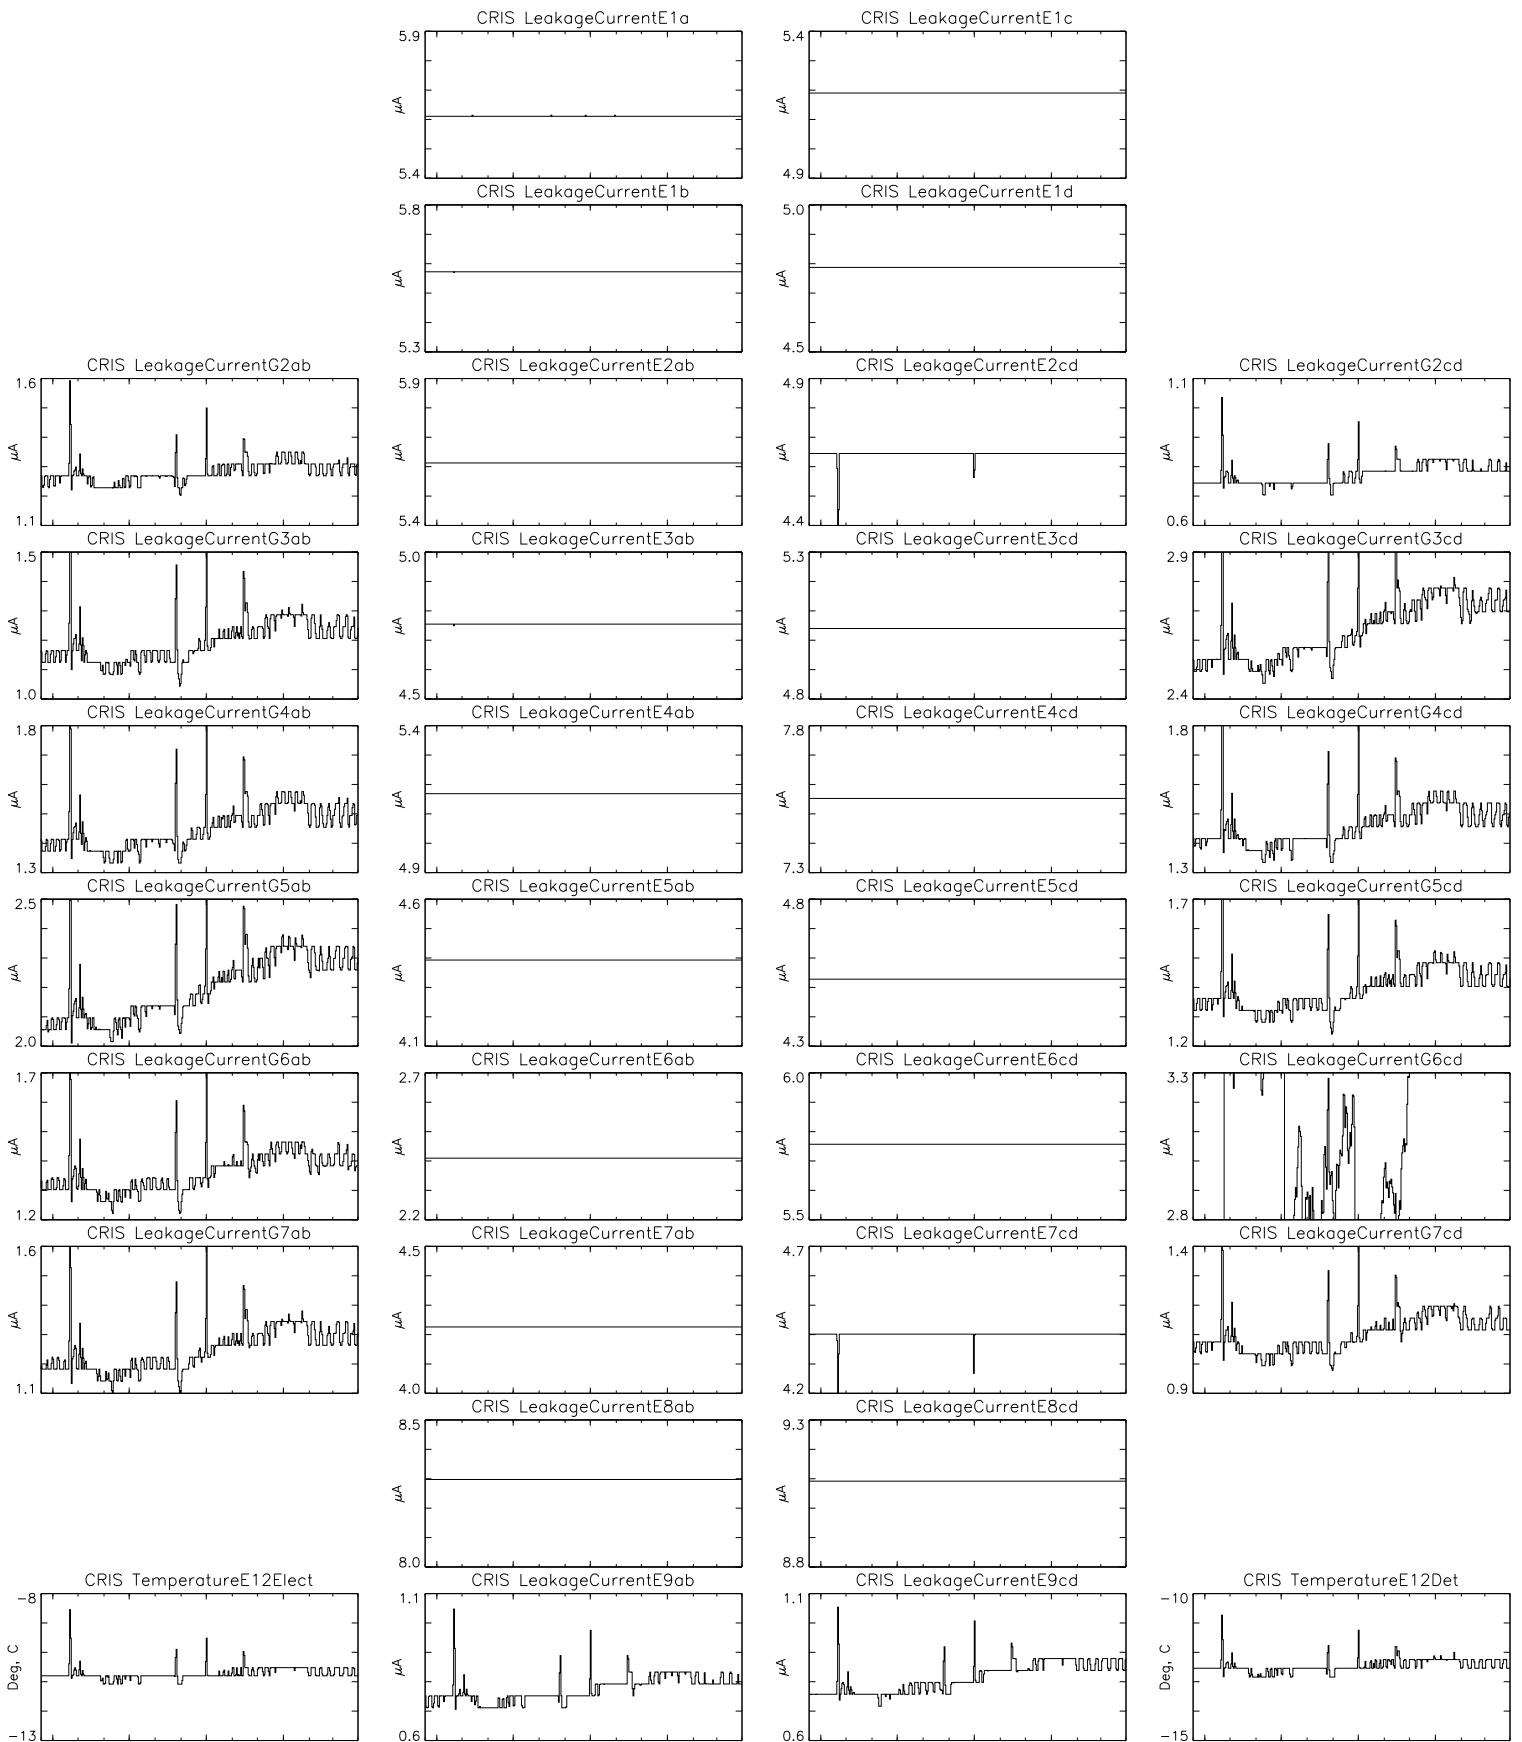 CRIS LeakageCurrentE1a CRIS LeakageCurrentE1c
5.9 5.4
μA μA
5.4 4.9
CRIS LeakageCurrentE1b CRIS LeakageCurrentE1d
5.8 5.0
μA μA
5.3 4.5
CRIS LeakageCurrentG2ab CRIS LeakageCurrentE2ab CRIS LeakageCurrentE2cd CRIS LeakageCurrentG2cd
1.6 5.9 4.9 1.1
μA μA μA μA
1.1 5.4 4.4 0.6
CRIS LeakageCurrentG3ab CRIS LeakageCurrentE3ab CRIS LeakageCurrentE3cd CRIS LeakageCurrentG3cd
1.5 5.0 5.3 2.9
μA μA μA μA
1.0 4.5 4.8 2.4
CRIS LeakageCurrentG4ab CRIS LeakageCurrentE4ab CRIS LeakageCurrentE4cd CRIS LeakageCurrentG4cd
1.8 5.4 7.8 1.8
μA μA μA μA
1.3 4.9 7.3 1.3
CRIS LeakageCurrentG5ab CRIS LeakageCurrentE5ab CRIS LeakageCurrentE5cd CRIS LeakageCurrentG5cd
2.5 4.6 4.8 1.7
μA μA μA μA
2.0 4.1 4.3 1.2
CRIS LeakageCurrentG6ab CRIS LeakageCurrentE6ab CRIS LeakageCurrentE6cd CRIS LeakageCurrentG6cd
1.7 2.7 6.0 3.3
μA μA μA μA
1.2 2.2 5.5 2.8
CRIS LeakageCurrentG7ab CRIS LeakageCurrentE7ab CRIS LeakageCurrentE7cd CRIS LeakageCurrentG7cd
1.6 4.5 4.7 1.4
μA μA μA μA
1.1 4.0 4.2 0.9
CRIS LeakageCurrentE8ab CRIS LeakageCurrentE8cd
8.5 9.3
μA μA
8.0 8.8
CRIS TemperatureE12Elect CRIS LeakageCurrentE9ab CRIS LeakageCurrentE9cd CRIS TemperatureE12Det
-8 1.1 1.1 -10
Deg, C μA μA Deg, C
-13 0.6 0.6 -15